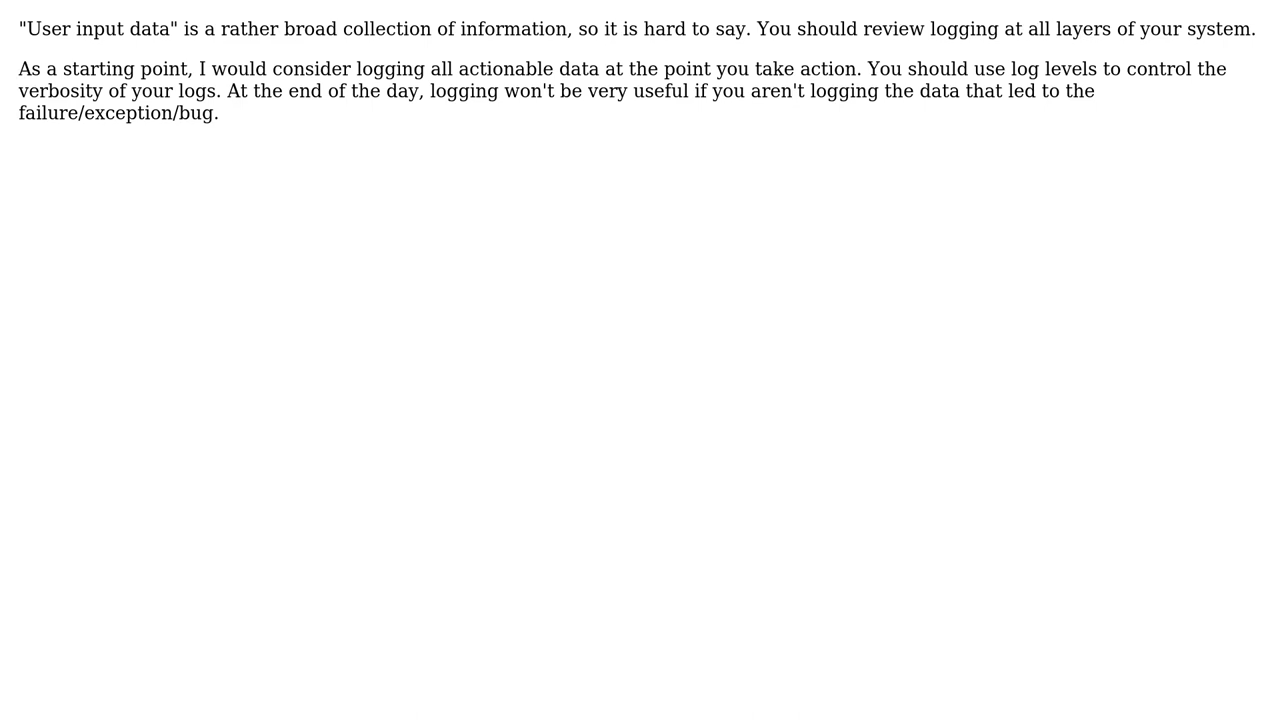 "User input data" is a rather broad collection of information, so it is hard to say. You should review logging at all layers of your system.
As a starting point, I would consider logging all actionable data at the point you take action. You should use log levels to control the
verbosity of your logs. At the end of the day, logging won't be very useful if you aren't logging the data that led to the
failure/exception/bug.